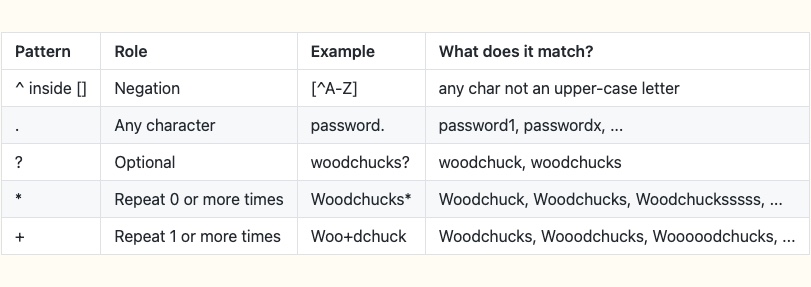 Pattern Role Example What does it match?
^ inside [] Negation [^A-Z] any char not an upper-case letter
. Any character password. password1, passwordx, ...
? Optional woodchucks? woodchuck, woodchucks
* Repeat 0 or more times Woodchucks* Woodchuck, Woodchucks, Woodchucksssss, ...
+ Repeat 1 or more times Woo+dchuck Woodchucks, Wooodchucks, Wooooodchucks, ...